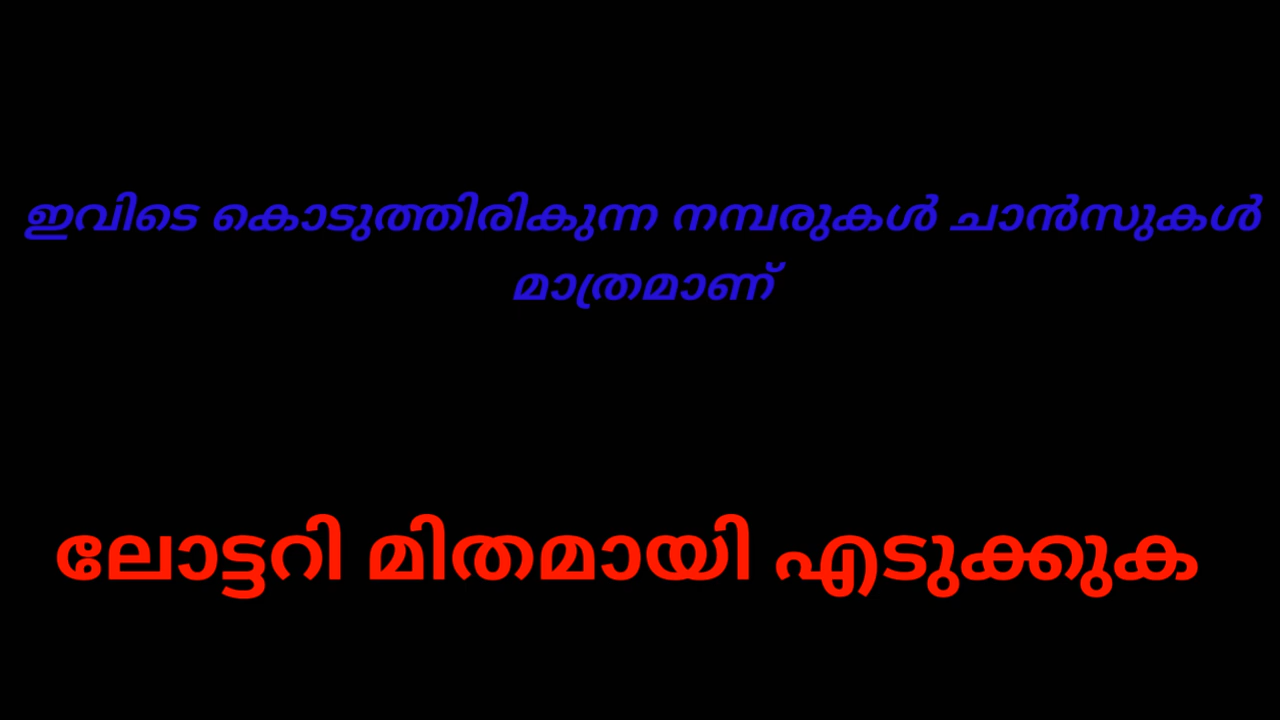 ഇവിടെ കൊടുത്തിരികുന്ന നമ്പരുകൾ ചാൻസുകൾ
മാത്രമാണ്
ലോട്ടറി മിതമായി എടുക്കുക